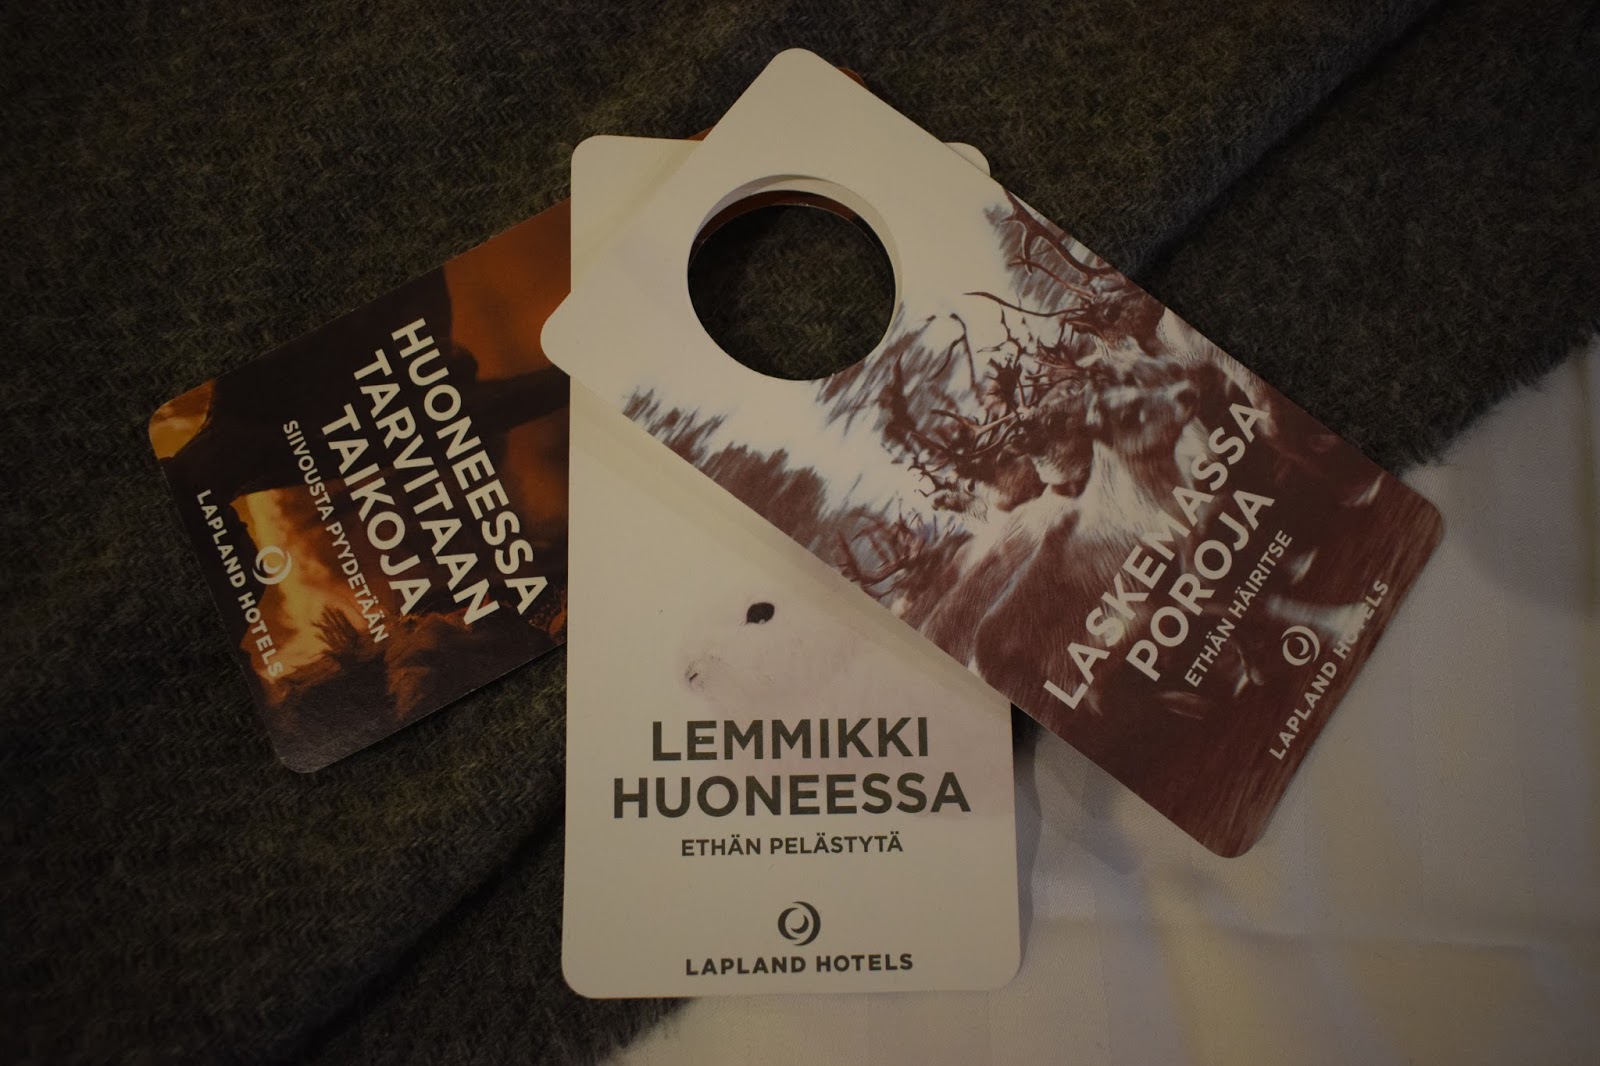 HUONEESSA
TARVITAAN
TAIKOJA
SIIVOUSTA PYYDETÄÄN
LAPLAND HOTELS
LEMMIKKI
HUONEESSA
ETHÄN PELÄSTYTÄ
LAPLAND HOTELS
LASKEMASSA
POROJA
ETHÄN HÄIRITSE
LAPLAND HOTELS